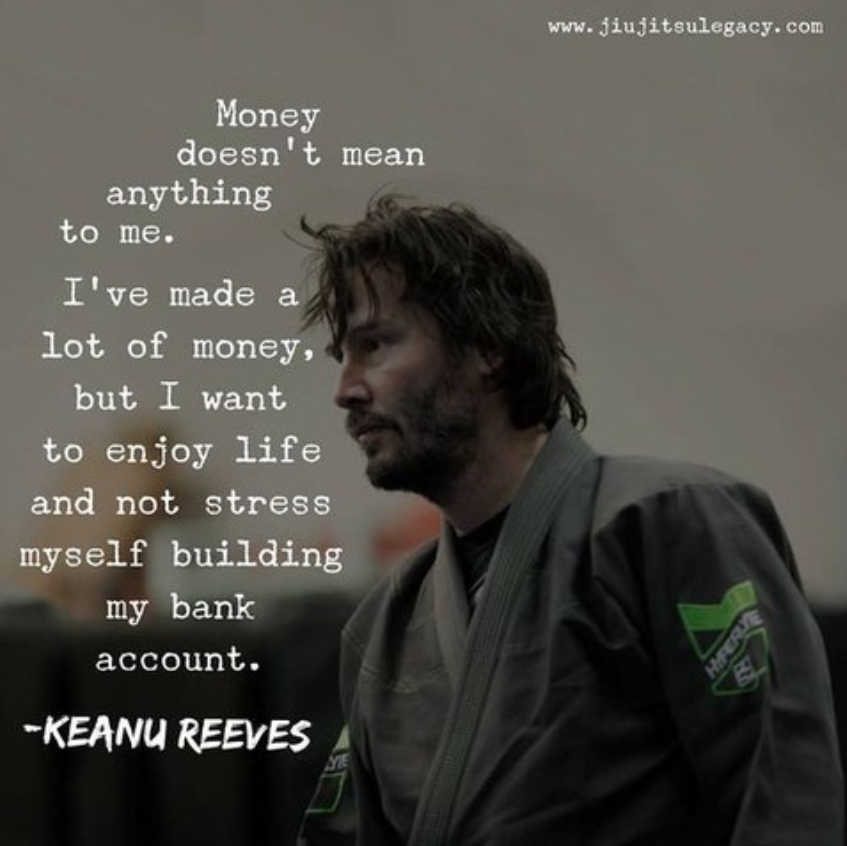 www.jiujitsulegacy.com
Money
doesn't mean
anything
to me.
I've made a
lot of money,
but I want
to enjoy life
and not stress
myself building
my bank
account.
-KEANU REEVES
HYPERLYTE